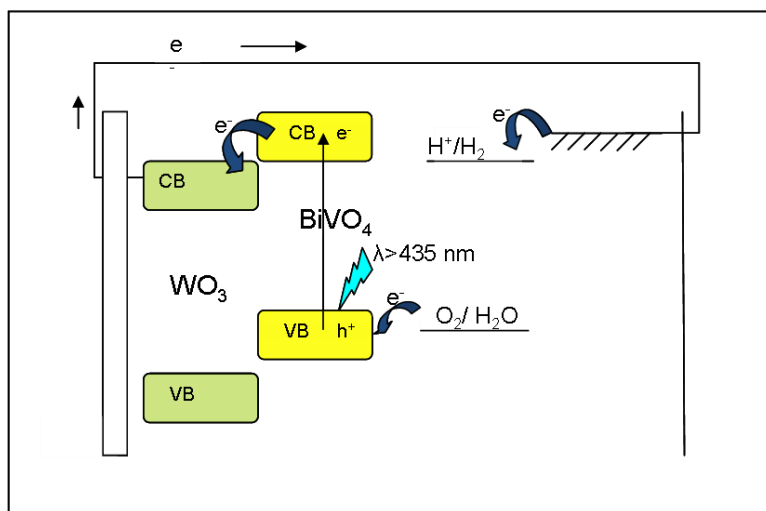 e
-
e⁻
CB e⁻
e⁻
H⁺/H₂
CB
BiVO₄
λ>435 nm
WO₃
e⁻
O₂/ H₂O
VB h⁺
VB